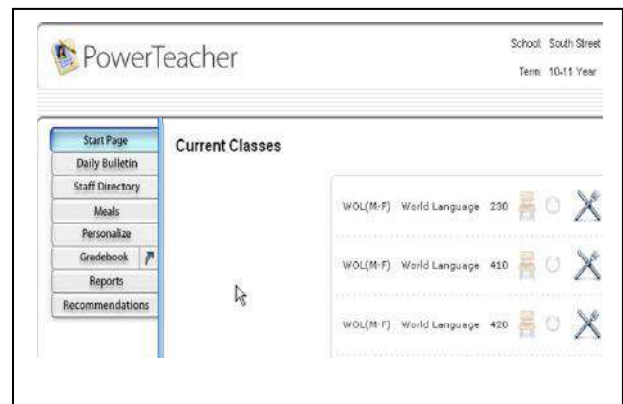 PowerTeacher
School: South Street
Term: 10-11 Year
Start Page
Daily Bulletin
Staff Directory
Meals
Personalize
Gradebook
Reports
Recommendations
Current Classes
WOL(M-F) World Language 230
WOL(M-F) World Language 410
WOL(M-F) World Language 420